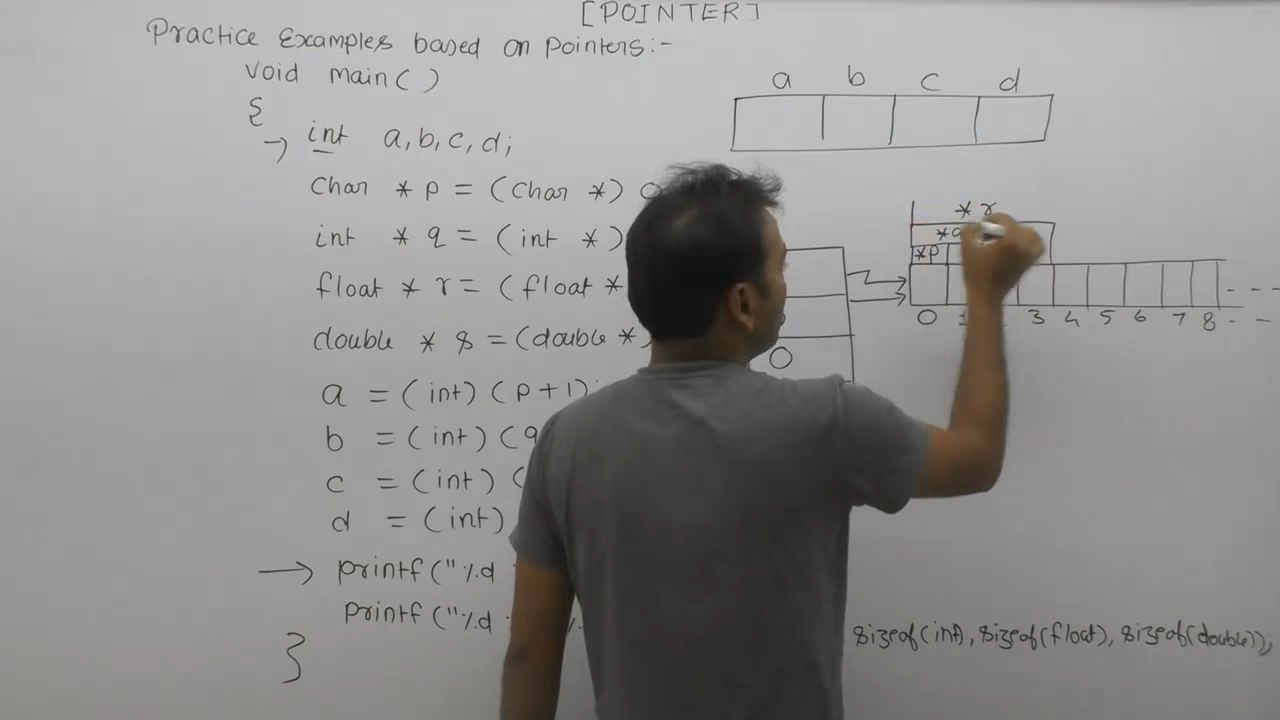 [POINTER]
Practice Examples based on Pointers:-
void main()
{
→ int a,b,c,d;
char *p = (char *) 0
int *q = (int *)
float *r = (float *
double *s = (double *)
a = (int)(p+1);
b = (int)(q
c = (int)(
d = (int)
→ printf("%d
printf("%d %.
sizeof(int), sizeof(float), sizeof(double));
}
a b c d
*r
*q
*p
0
0 1 3 4 5 6 7 8 - -